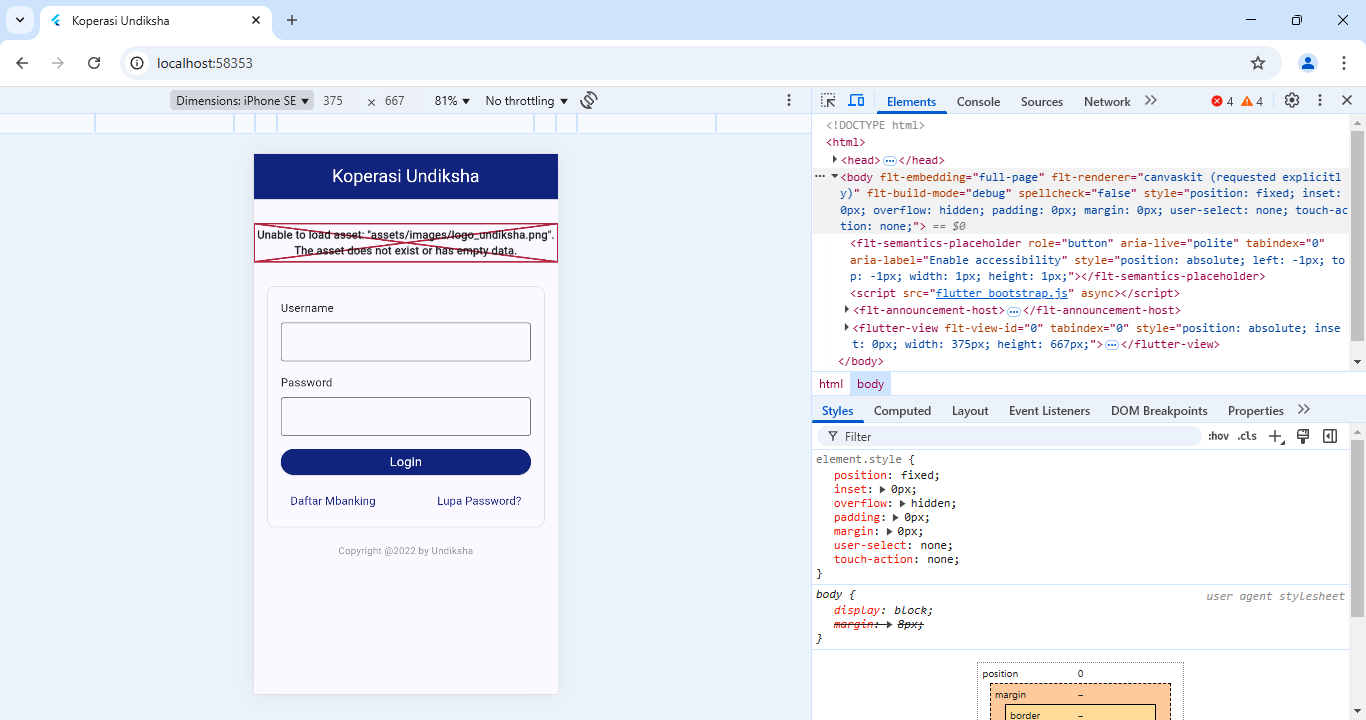 Koperasi Undiksha
localhost:58353
Dimensions: iPhone SE 375 × 667 81% No throttling
Koperasi Undiksha
Unable to load asset: "assets/images/logo_undiksha.png".
The asset does not exist or has empty data.
Username
Password
Login
Daftar Mbanking Lupa Password?
Copyright @2022 by Undiksha
Elements Console Sources Network 4 4
<!DOCTYPE html>
<html>
<head> … </head>
<body flt-embedding="full-page" flt-renderer="canvaskit (requested explicitl
y)" flt-build-mode="debug" spellcheck="false" style="position: fixed; inset:
0px; overflow: hidden; padding: 0px; margin: 0px; user-select: none; touch-ac
tion: none;"> == $0
<flt-semantics-placeholder role="button" aria-live="polite" tabindex="0"
aria-label="Enable accessibility" style="position: absolute; left: -1px; to
p: -1px; width: 1px; height: 1px;"></flt-semantics-placeholder>
<script src="flutter_bootstrap.js" async></script>
<flt-announcement-host> … </flt-announcement-host>
<flutter-view flt-view-id="0" tabindex="0" style="position: absolute; inse
t: 0px; width: 375px; height: 667px;"> … </flutter-view>
</body>
html body
Styles Computed Layout Event Listeners DOM Breakpoints Properties
Filter :hov .cls
element.style {
position: fixed;
inset: 0px;
overflow: hidden;
padding: 0px;
margin: 0px;
user-select: none;
touch-action: none;
}
body { user agent stylesheet
display: block;
margin: 8px;
}
position 0
margin –
border –